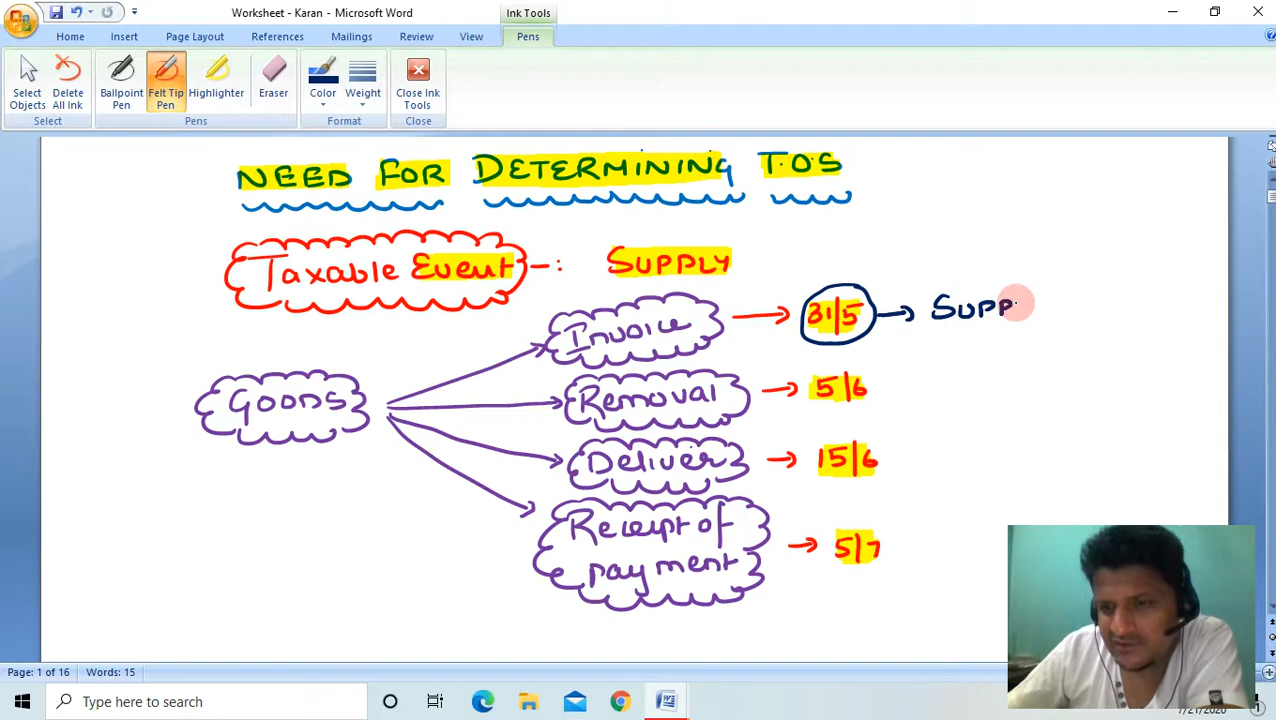 Worksheet - Karan - Microsoft Word
Ink Tools
Home Insert Page Layout References Mailings Review View Pens
Select Objects
Delete All Ink
Ballpoint Pen
Felt Tip Pen
Highlighter
Eraser
Color
Weight
Close Ink Tools
Select Pens Format Close
NEED FOR DETERMINING T.O.S
Taxable Event -: SUPPLY
Invoice → 31|5 → SUPP
GOODS
Removal → 5|6
Deliver → 15|6
Receipt of payment → 5|7
Page: 1 of 16 Words: 15
Type here to search
7/21/2020